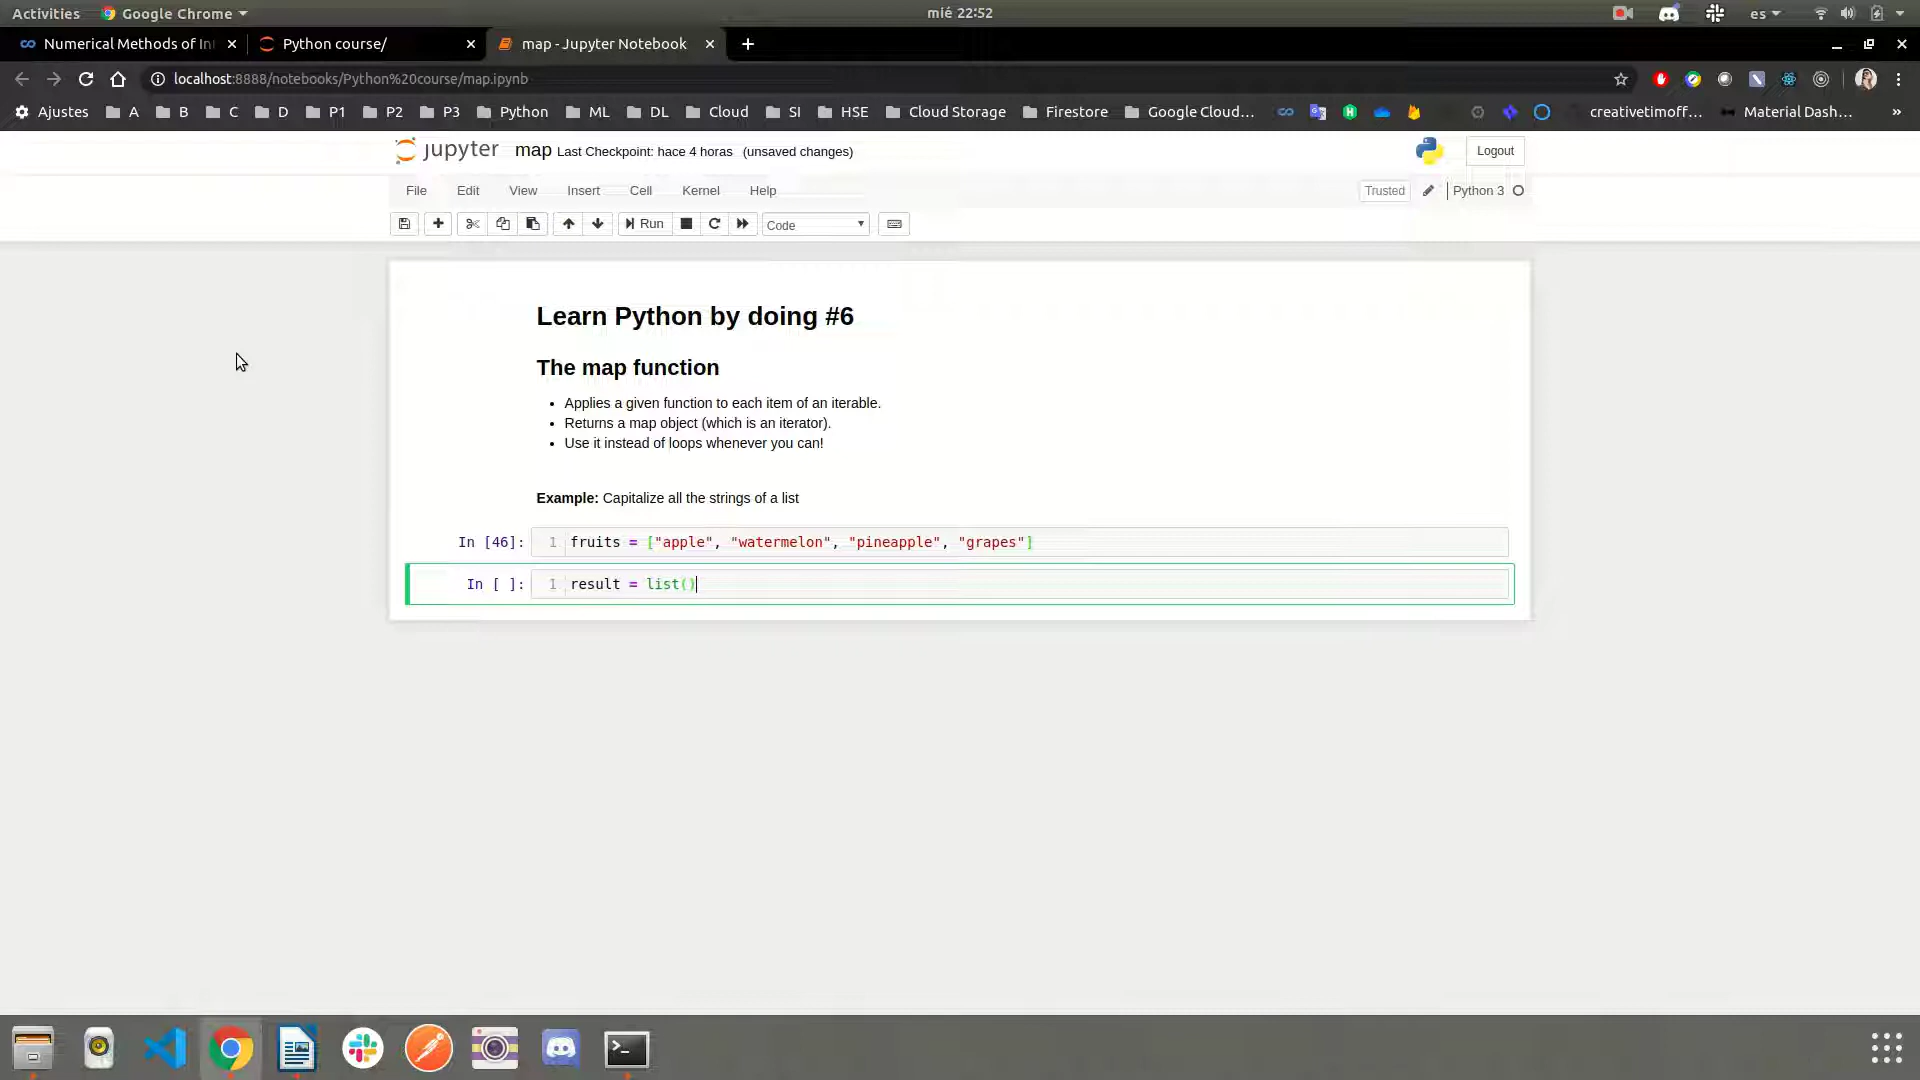 Activities Google Chrome mié 22:52 es
Numerical Methods of In Python course/ map - Jupyter Notebook
localhost:8888/notebooks/Python%20course/map.ipynb
Ajustes A B C D P1 P2 P3 Python ML DL Cloud SI HSE Cloud Storage Firestore Google Cloud... creativetimoff... Material Dash... »
jupyter map Last Checkpoint: hace 4 horas (unsaved changes) Logout
File Edit View Insert Cell Kernel Help Trusted Python 3
Run Code
Learn Python by doing #6
The map function
• Applies a given function to each item of an iterable.
• Returns a map object (which is an iterator).
• Use it instead of loops whenever you can!
Example: Capitalize all the strings of a list
In [46]: 1 fruits = ["apple", "watermelon", "pineapple", "grapes"]
In [ ]: 1 result = list()